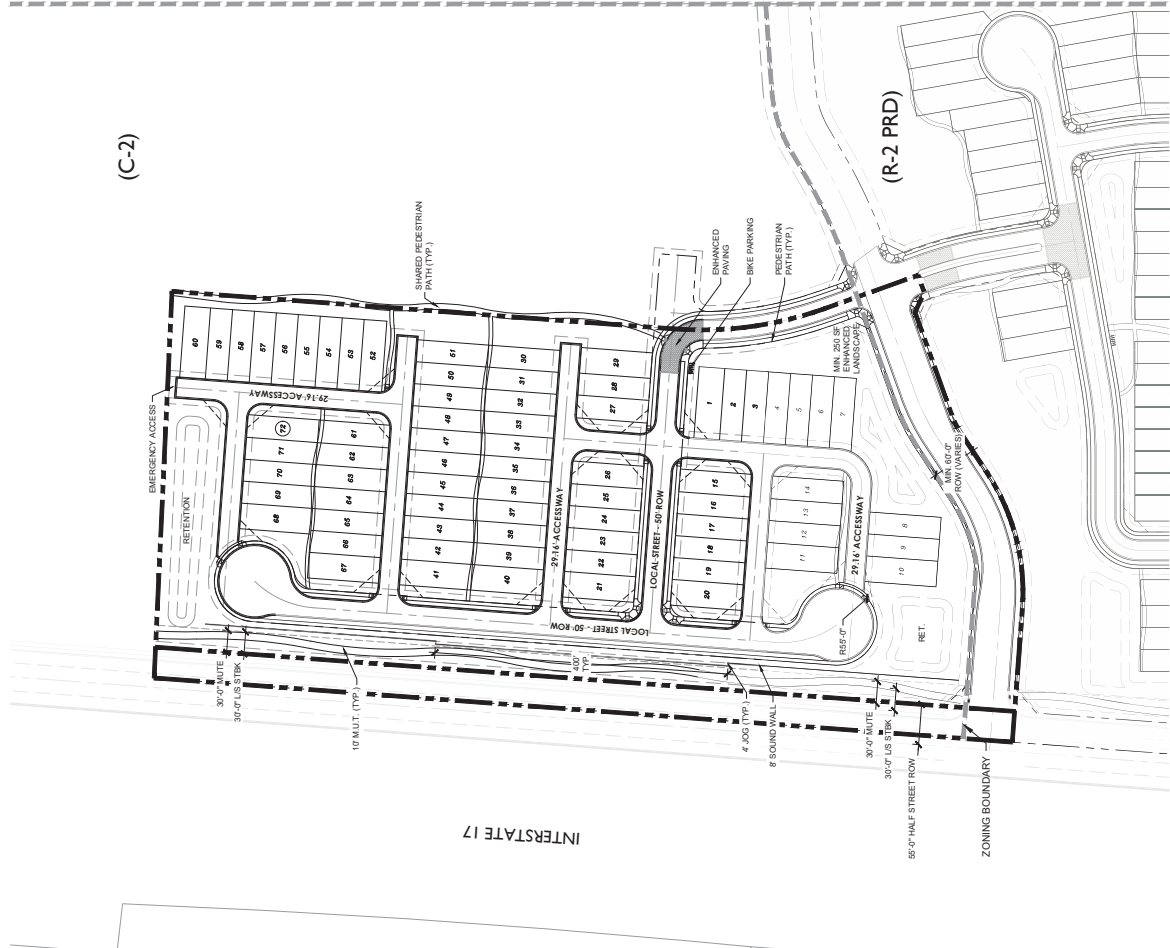 (C-2)
(R-2 PRD)
SHARED PEDESTRIAN
PATH (TYP.)
ENHANCED
PAVING
BIKE PARKING
PEDESTRIAN
PATH (TYP.)
EMERGENCY ACCESS
RETENTION
29.16' ACCESSWAY
60
59
58
57
56
55
54
53
52
72
71
70
69
68
61
62
63
64
65
66
67
51
50
49
48
47
46
45
44
43
42
41
30
31
32
33
34
35
36
37
38
39
40
29.16' ACCESSWAY
29
28
27
26
25
24
23
22
21
LOCAL STREET - 50' ROW
LOCAL STREET - 50' ROW
1
2
3
4
5
6
7
15
16
17
18
19
20
14
13
12
11
29.16' ACCESSWAY
8
9
10
MIN. 250 SF
ENHANCED
LANDSCAPE
MIN. 60'-0"
ROW (VARIES)
R55'-0"
RET.
30'-0" MUTE
30'-0" L/S STBK
10' M.U.T. (TYP.)
400'
TYP.
4' JOG (TYP.)
8' SOUND WALL
30'-0" MUTE
30'-0" L/S STBK
55'-0" HALF STREET ROW
ZONING BOUNDARY
INTERSTATE 17